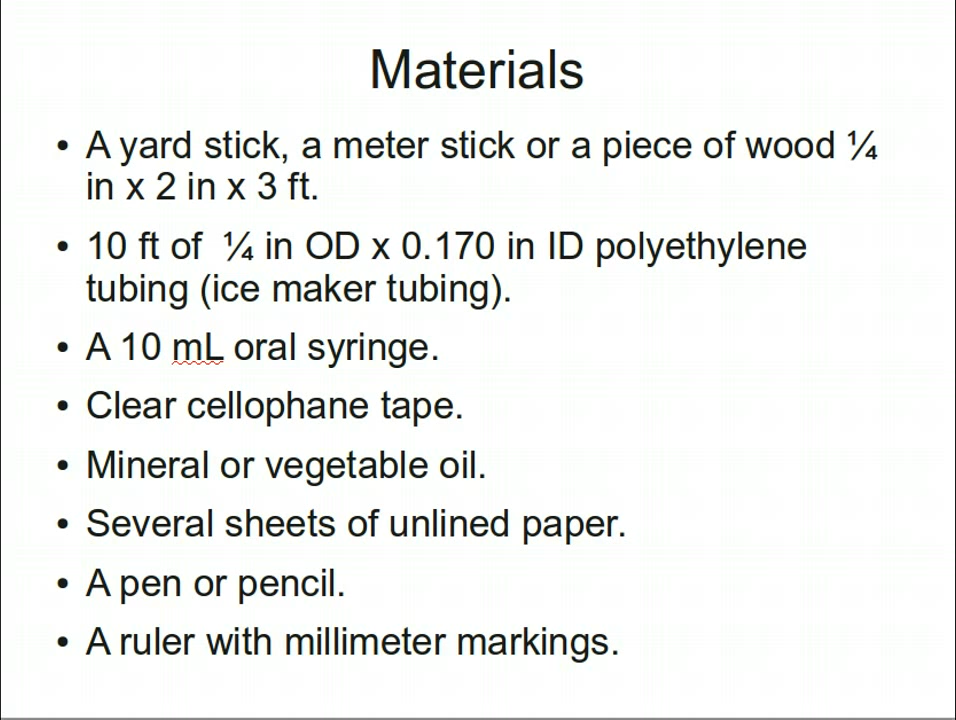 Materials
• A yard stick, a meter stick or a piece of wood ¼
in x 2 in x 3 ft.
• 10 ft of  ¼ in OD x 0.170 in ID polyethylene
tubing (ice maker tubing).
• A 10 mL oral syringe.
• Clear cellophane tape.
• Mineral or vegetable oil.
• Several sheets of unlined paper.
• A pen or pencil.
• A ruler with millimeter markings.